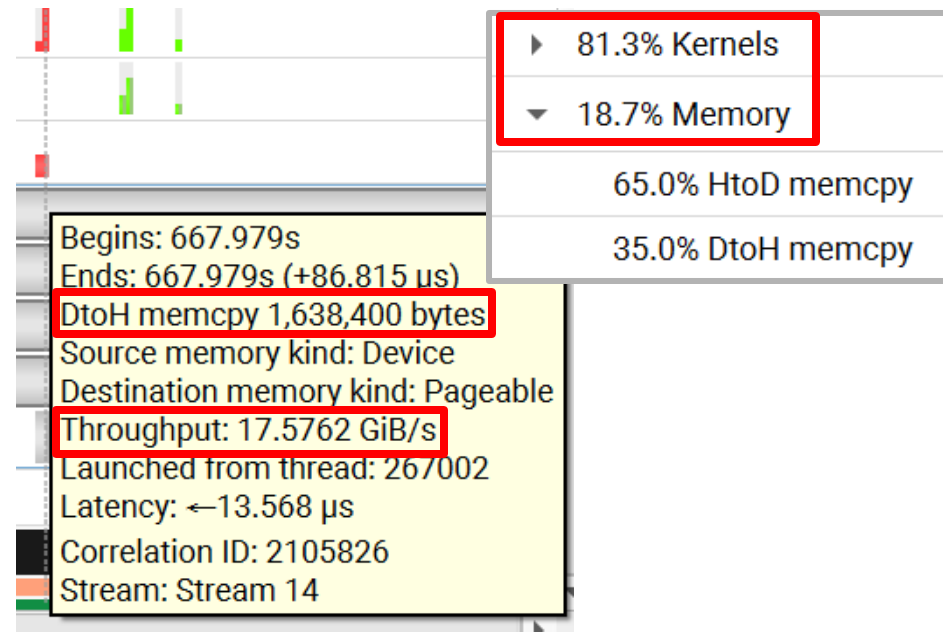 81.3% Kernels
18.7% Memory
65.0% HtoD memcpy
35.0% DtoH memcpy
Begins: 667.979s
Ends: 667.979s (+86.815 µs)
DtoH memcpy 1,638,400 bytes
Source memory kind: Device
Destination memory kind: Pageable
Throughput: 17.5762 GiB/s
Launched from thread: 267002
Latency: ←13.568 µs
Correlation ID: 2105826
Stream: Stream 14